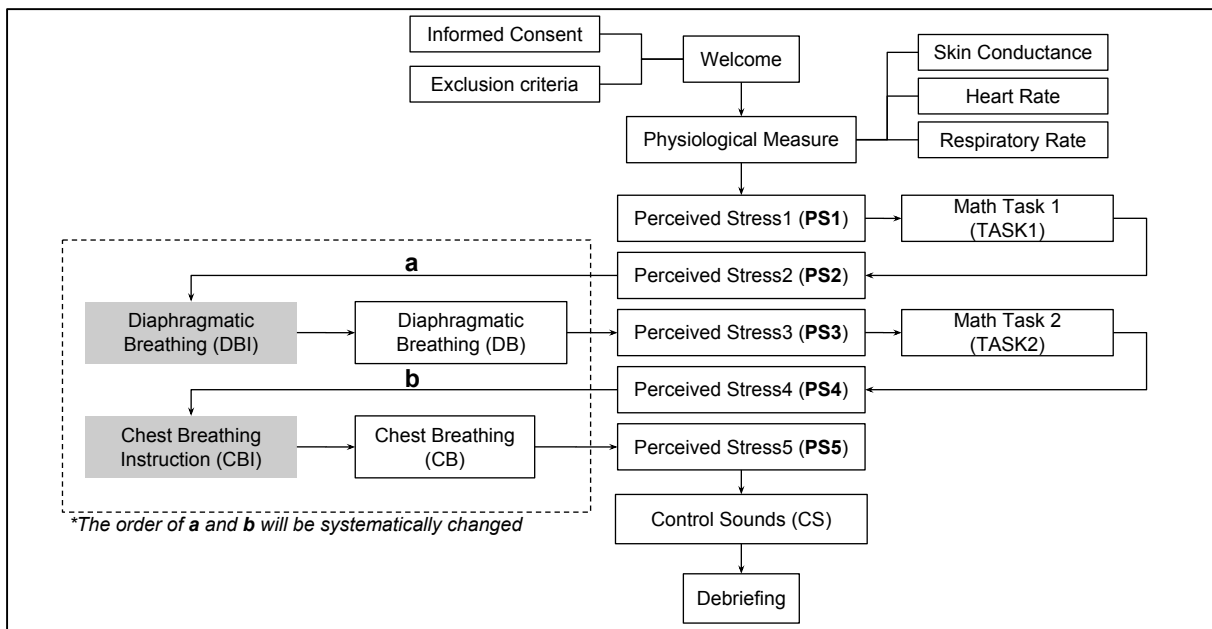 Informed Consent
Exclusion criteria
Welcome
Skin Conductance
Heart Rate
Respiratory Rate
Physiological Measure
Perceived Stress1 (PS1)
Math Task 1
(TASK1)
a
Perceived Stress2 (PS2)
Diaphragmatic
Breathing (DBI)
Diaphragmatic
Breathing (DB)
Perceived Stress3 (PS3)
Math Task 2
(TASK2)
b
Perceived Stress4 (PS4)
Chest Breathing
Instruction (CBI)
Chest Breathing
(CB)
Perceived Stress5 (PS5)
*The order of a and b will be systematically changed
Control Sounds (CS)
Debriefing